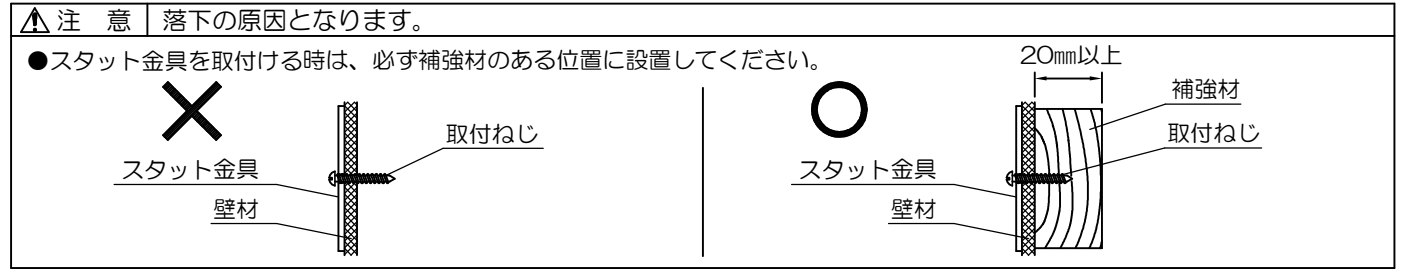 注　意 落下の原因となります。
●スタット金具を取付ける時は、必ず補強材のある位置に設置してください。
取付ねじ
スタット金具
壁材
20㎜以上
補強材
取付ねじ
スタット金具
壁材